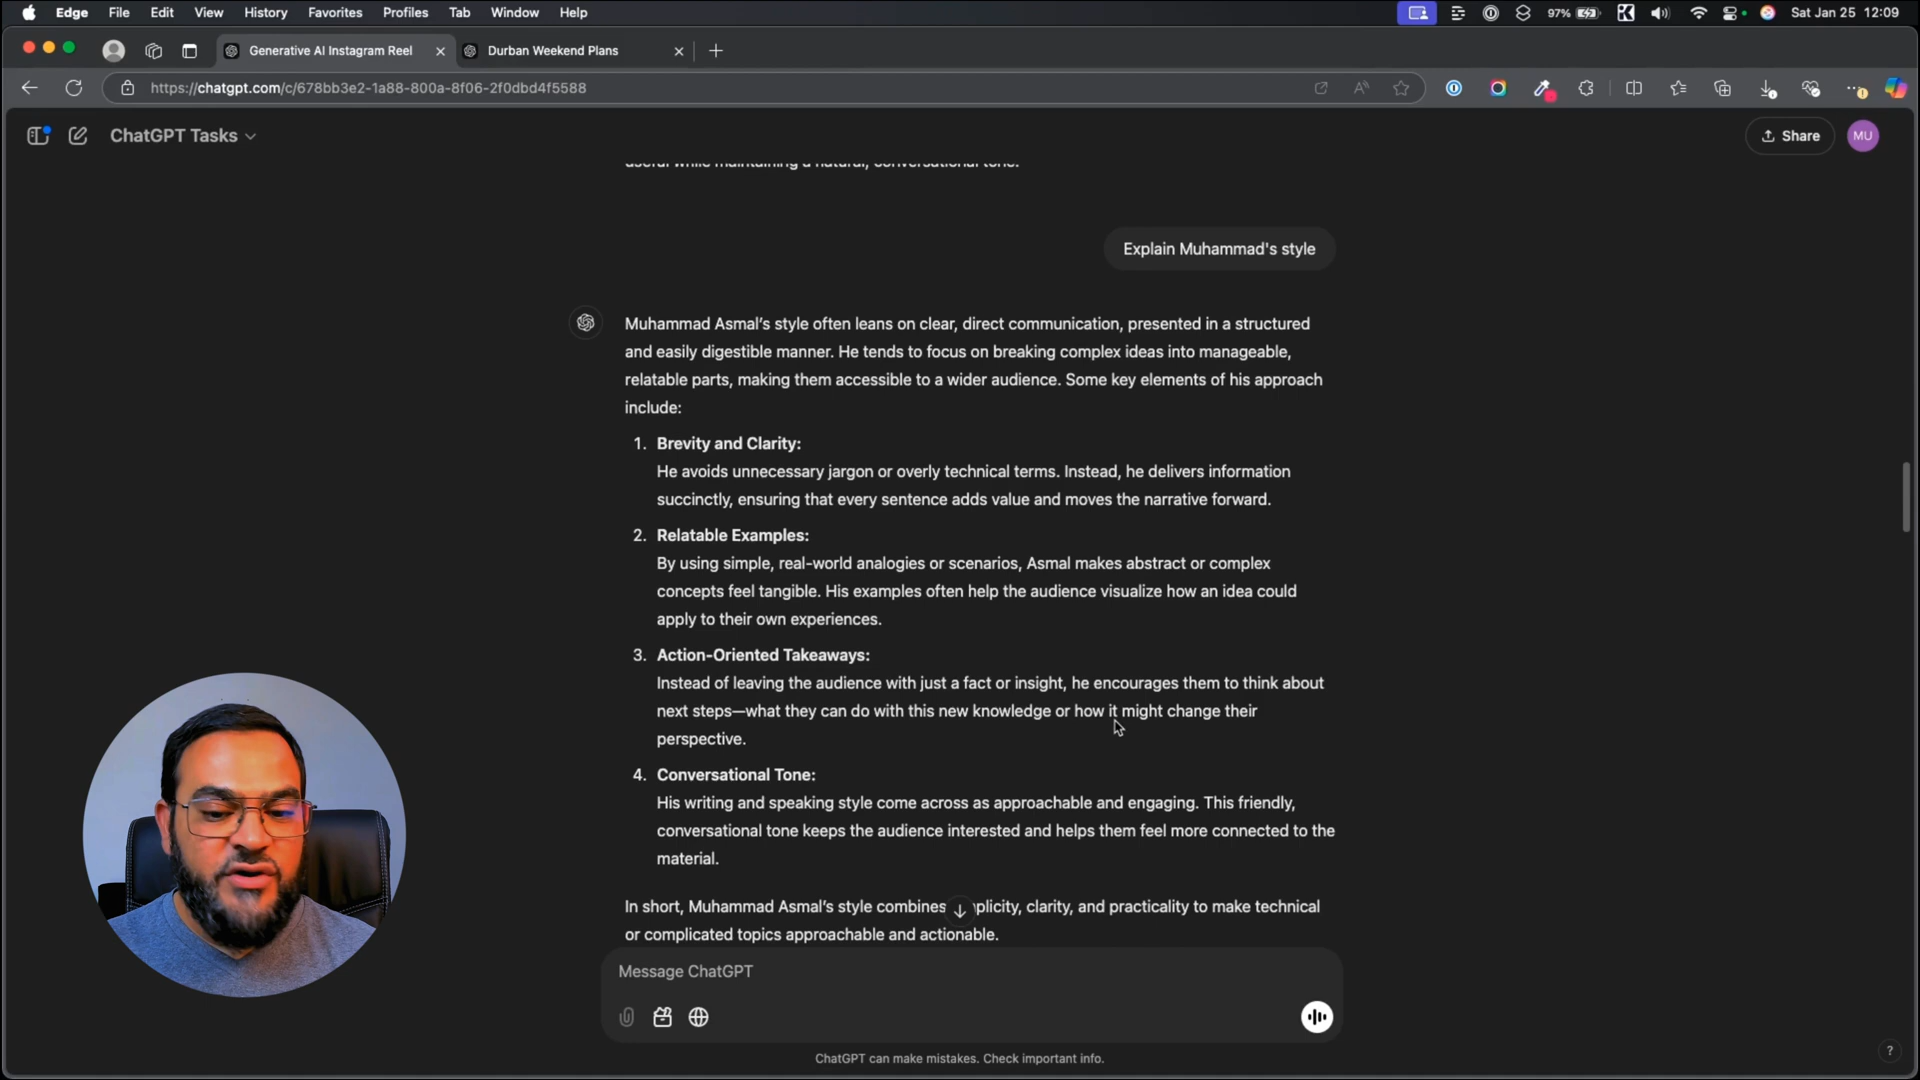 Edge File Edit View History Favorites Profiles Tab Window Help 97% Sat Jan 25 12:09
Generative AI Instagram Reel Durban Weekend Plans
https://chatgpt.com/c/678bb3e2-1a88-800a-8f06-2f0dbd4f5588
ChatGPT Tasks Share MU
useful while maintaining a natural, conversational tone.
Explain Muhammad's style
Muhammad Asmal's style often leans on clear, direct communication, presented in a structured
and easily digestible manner. He tends to focus on breaking complex ideas into manageable,
relatable parts, making them accessible to a wider audience. Some key elements of his approach
include:
1. Brevity and Clarity:
He avoids unnecessary jargon or overly technical terms. Instead, he delivers information
succinctly, ensuring that every sentence adds value and moves the narrative forward.
2. Relatable Examples:
By using simple, real-world analogies or scenarios, Asmal makes abstract or complex
concepts feel tangible. His examples often help the audience visualize how an idea could
apply to their own experiences.
3. Action-Oriented Takeaways:
Instead of leaving the audience with just a fact or insight, he encourages them to think about
next steps—what they can do with this new knowledge or how it might change their
perspective.
4. Conversational Tone:
His writing and speaking style come across as approachable and engaging. This friendly,
conversational tone keeps the audience interested and helps them feel more connected to the
material.
In short, Muhammad Asmal's style combines plicity, clarity, and practicality to make technical
or complicated topics approachable and actionable.
Message ChatGPT
ChatGPT can make mistakes. Check important info.
?